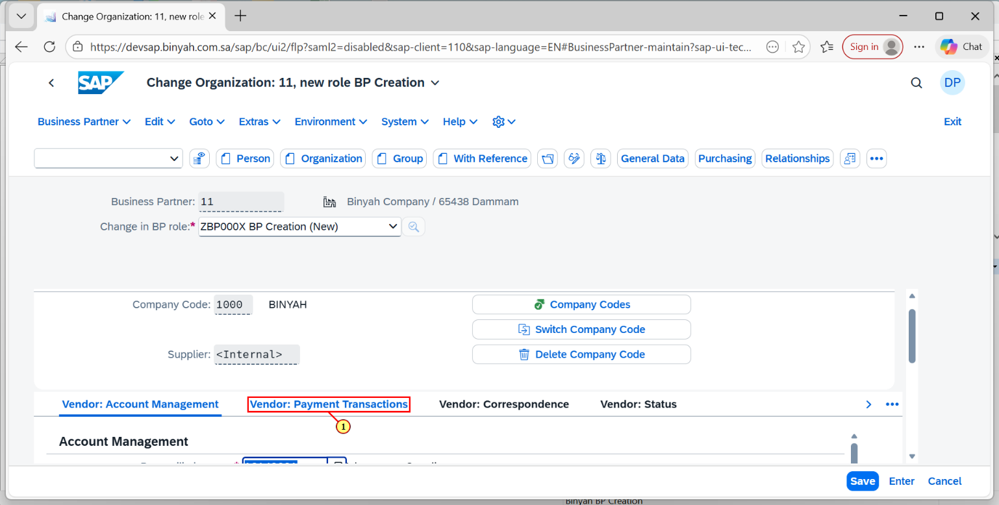 Change Organization: 11, new role
https://devsap.binyah.com.sa/sap/bc/ui2/flp?saml2=disabled&sap-client=110&sap-language=EN#BusinessPartner-maintain?sap-ui-tec...
Sign in
Chat
SAP
Change Organization: 11, new role BP Creation
DP
Business Partner Edit Goto Extras Environment System Help
Exit
Person Organization Group With Reference General Data Purchasing Relationships
Business Partner: 11 Binyah Company / 65438 Dammam
Change in BP role:* ZBP000X BP Creation (New)
Company Code: 1000 BINYAH Company Codes
Switch Company Code
Supplier: <Internal> Delete Company Code
Vendor: Account Management Vendor: Payment Transactions Vendor: Correspondence Vendor: Status
1
Account Management
Save Enter Cancel
Binyah BP Creation